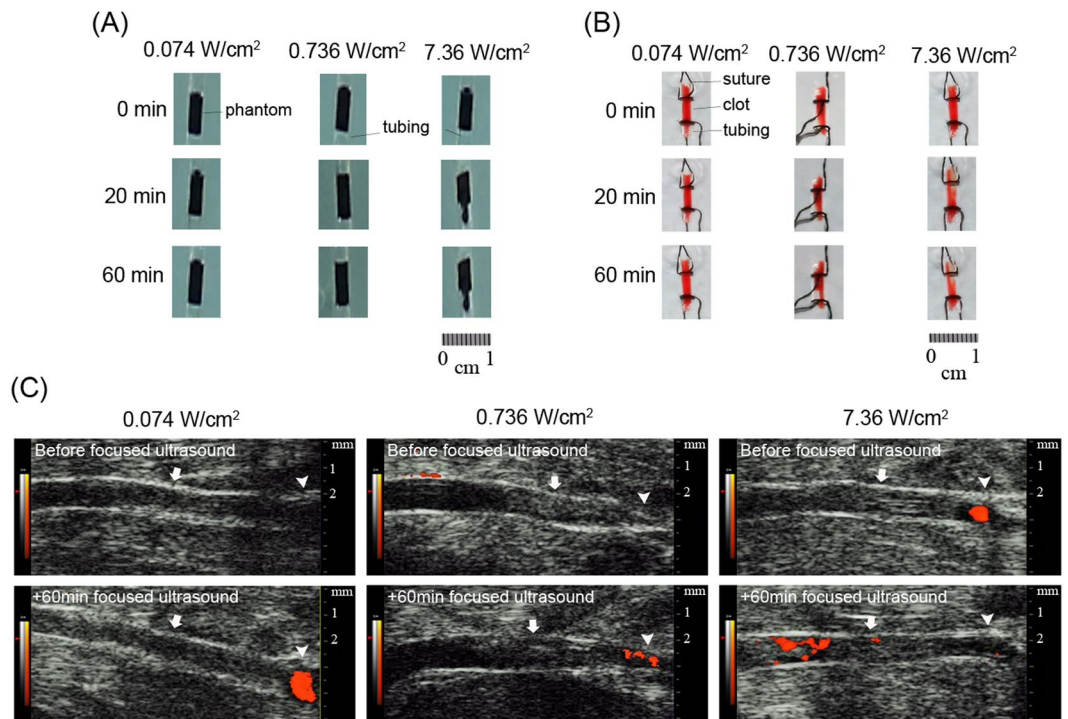 (A)
0.074 W/cm² 0.736 W/cm² 7.36 W/cm²
0 min
phantom
tubing
20 min
60 min
0 1
cm
(B)
0.074 W/cm² 0.736 W/cm² 7.36 W/cm²
0 min
suture
clot
tubing
20 min
60 min
0 1
cm
(C)
0.074 W/cm² 0.736 W/cm² 7.36 W/cm²
Before focused ultrasound mm
1
2
Before focused ultrasound mm
1
2
Before focused ultrasound mm
1
2
+60min focused ultrasound mm
1
2
+60min focused ultrasound mm
1
2
+60min focused ultrasound mm
1
2